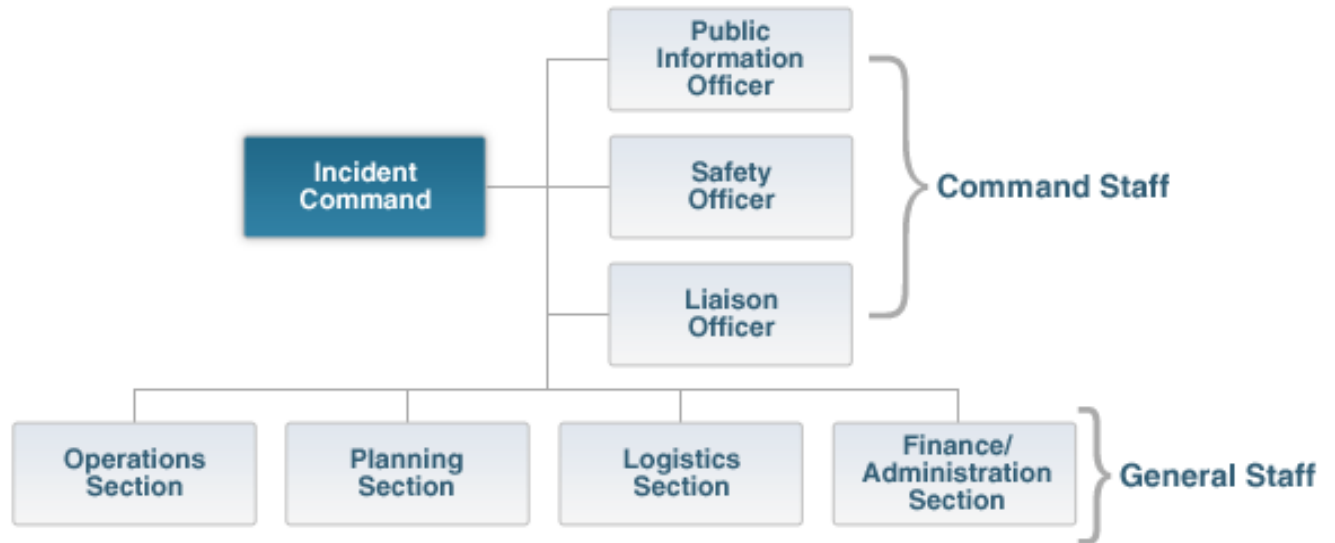 Public
Information
Officer
Incident
Command
Safety
Officer
Command Staff
Liaison
Officer
Operations
Section
Planning
Section
Logistics
Section
Finance/
Administration
Section
General Staff